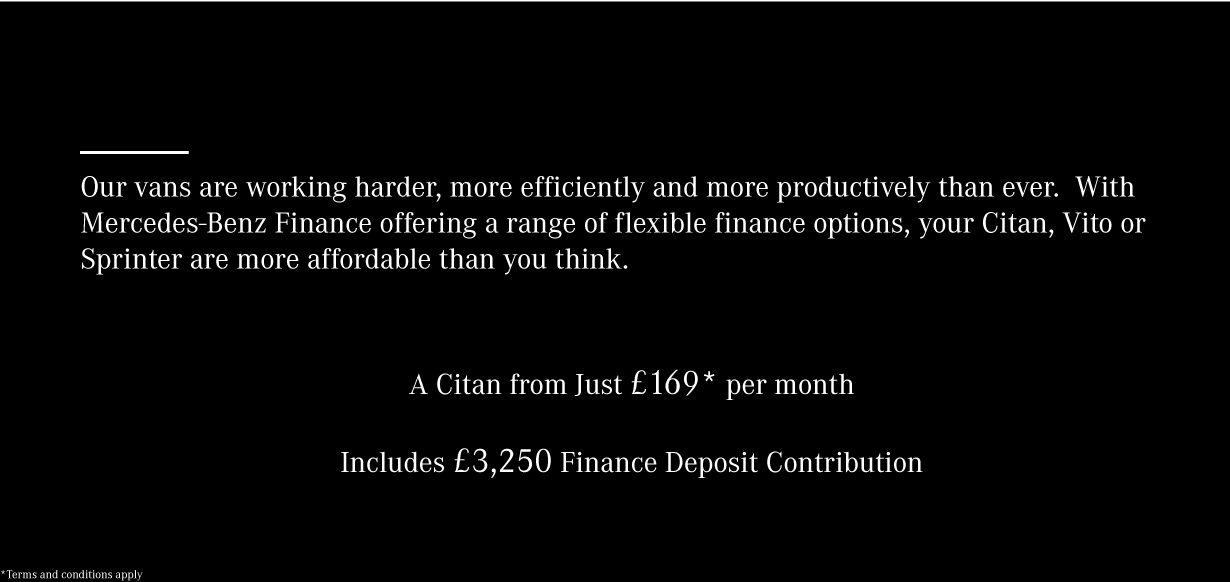 Our vans are working harder, more efficiently and more productively than ever.  With
Mercedes-Benz Finance offering a range of flexible finance options, your Citan, Vito or
Sprinter are more affordable than you think.
A Citan from Just £169* per month
Includes £3,250 Finance Deposit Contribution
*Terms and conditions apply